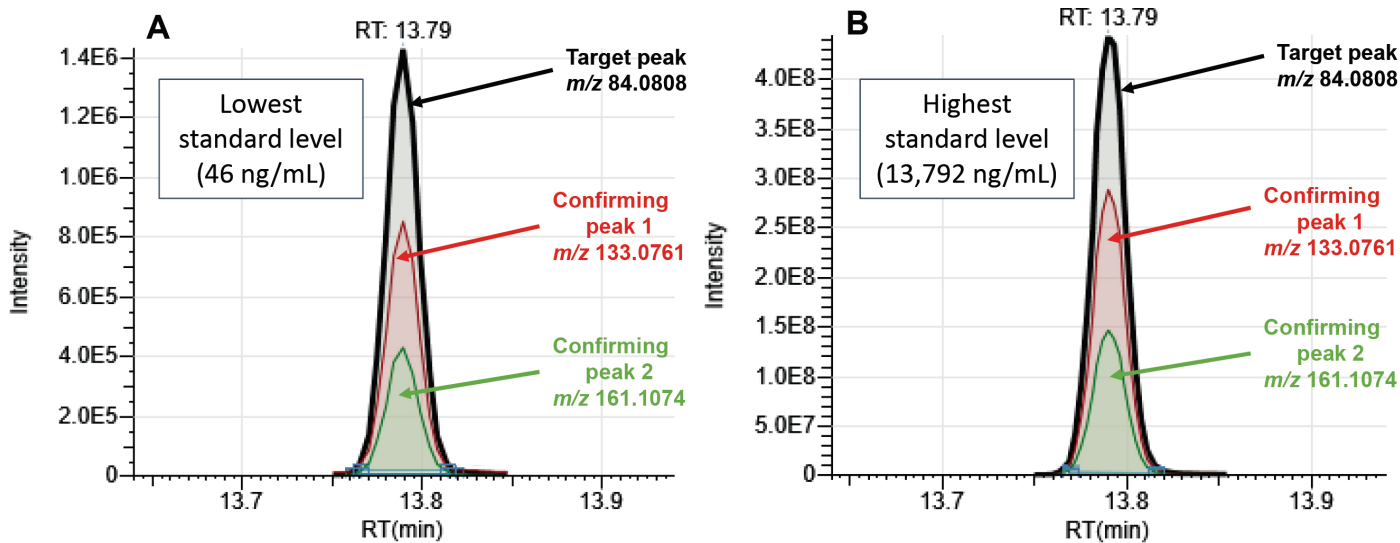 A
RT: 13.79
1.4E6
1.2E6
1.0E6
8.0E5
6.0E5
4.0E5
2.0E5
0
Intensity
Lowest
standard level
(46 ng/mL)
Target peak
m/z 84.0808
Confirming
peak 1
m/z 133.0761
Confirming
peak 2
m/z 161.1074
13.7
13.8
13.9
RT(min)
B
RT: 13.79
4.0E8
3.5E8
3.0E8
2.5E8
2.0E8
1.5E8
1.0E8
5.0E7
0
Intensity
Highest
standard level
(13,792 ng/mL)
Target peak
m/z 84.0808
Confirming
peak 1
m/z 133.0761
Confirming
peak 2
m/z 161.1074
13.7
13.8
13.9
RT(min)